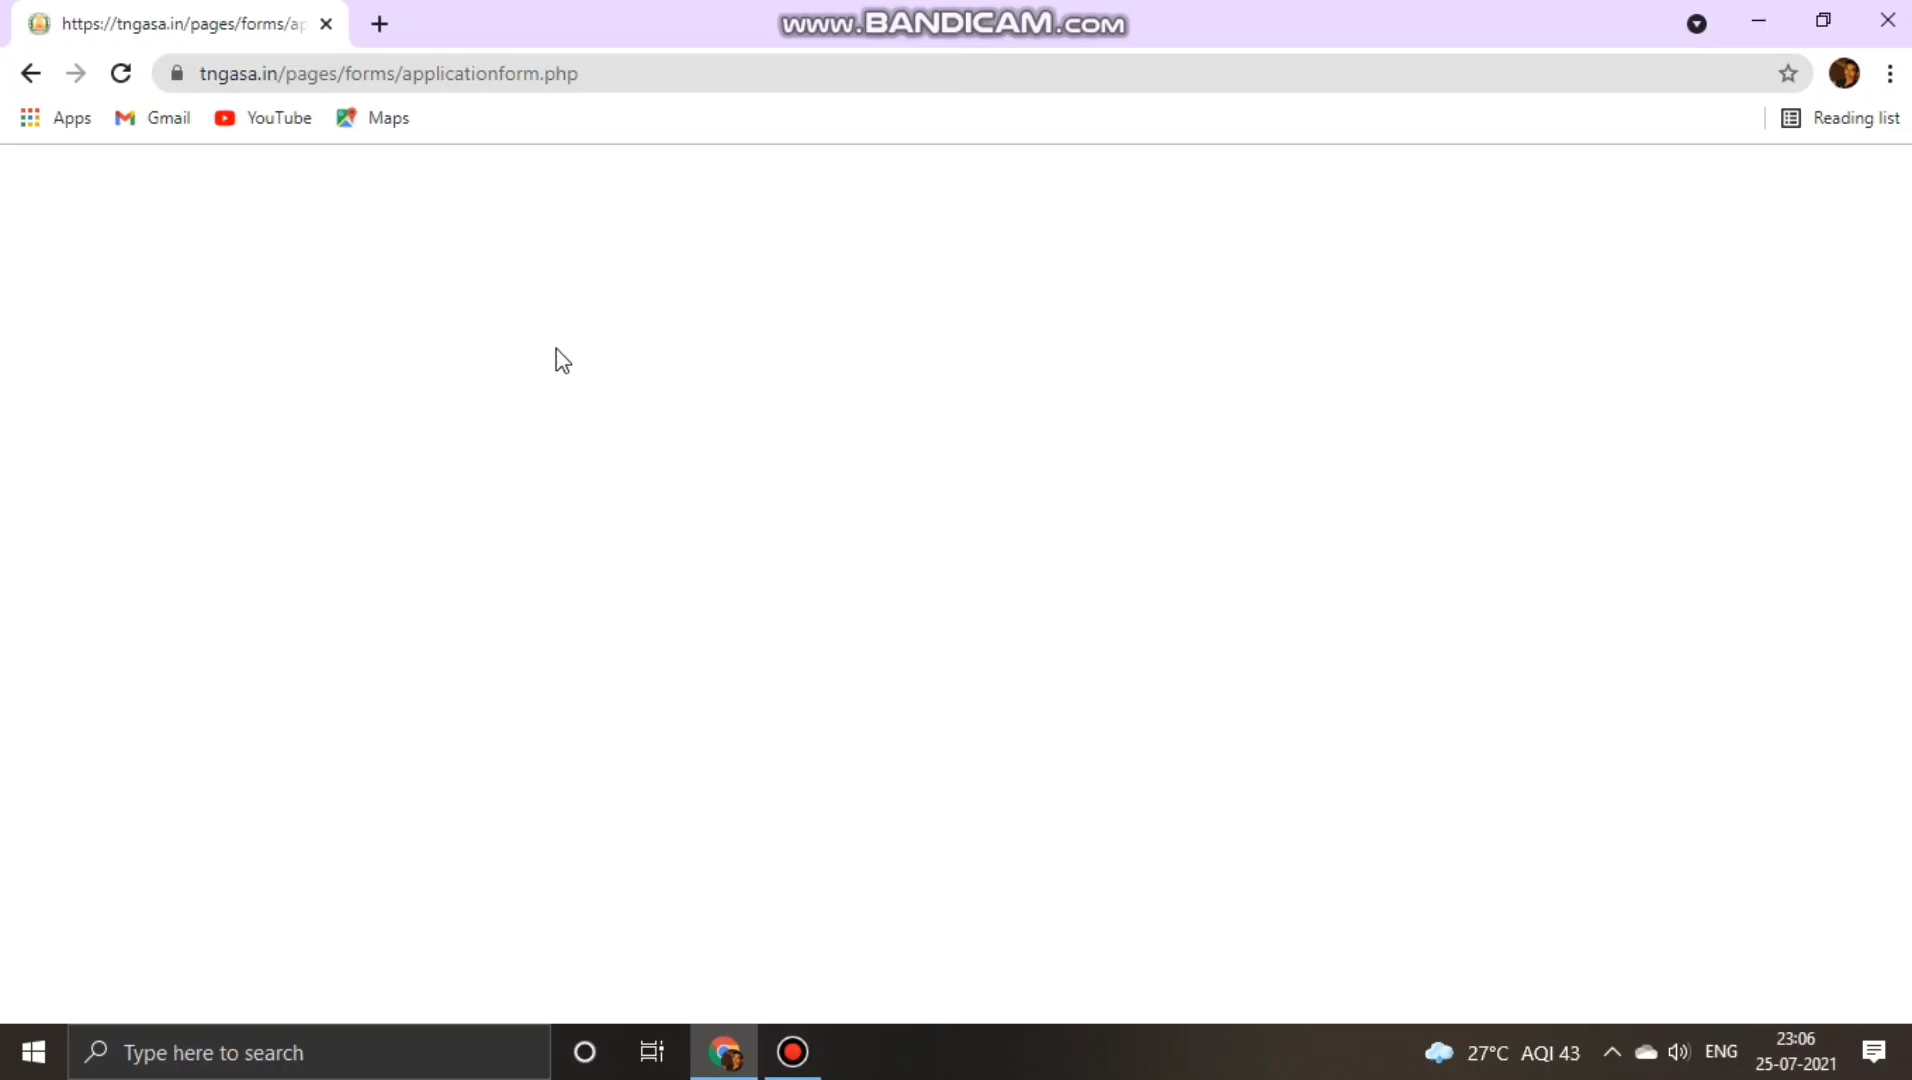 https://tngasa.in/pages/forms/ap
www.BANDICAM.com
tngasa.in/pages/forms/applicationform.php
Apps
Gmail
YouTube
Maps
Reading list
Type here to search
27°C AQI 43
ENG
23:06
25-07-2021